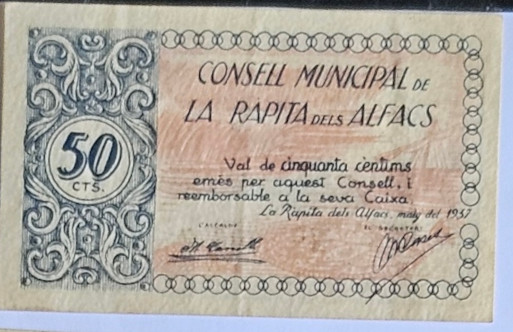 50
CTS.
CONSELL MUNICIPAL DE
LA RAPITA DELS ALFACS
Val de cinquanta cèntims
emès per aquest Consell, i
reemborsable a la seva Caixa.
La Rapita dels Alfacs, maig del 1937
L'ALCALDE
EL SECRETARI